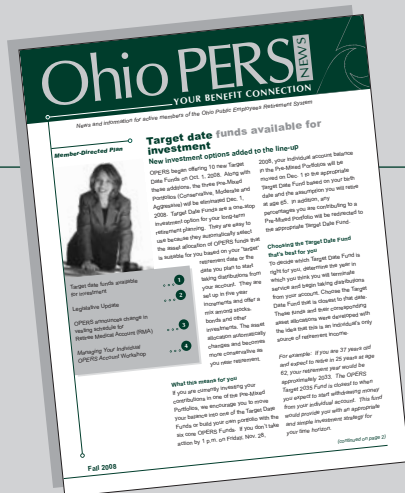 Ohio PERS
NEWS
YOUR BENEFIT CONNECTION
News and information for active members of the Ohio Public Employees Retirement System
Member-Directed Plan
Target date funds available for
investment
New investment options added to the line-up
OPERS began offering 10 new Target
Date Funds on Oct. 1, 2008. Along with
these additions, the three Pre-Mixed
Portfolios (Conservative, Moderate and
Aggressive) will be eliminated Dec. 1,
2008. Target Date Funds are a one-stop
investment option for your long-term
retirement planning. They are easy to
use because they automatically select
the asset allocation of OPERS funds that
is suitable for you based on your "target"
retirement date or the
date you plan to start
taking distributions from
your account. They are
set up in five year
increments and offer a
mix among stocks,
bonds and other
investments. The asset
allocation automatically
changes and becomes
more conservative as
you near retirement.
What this means for you
If you are currently investing your
contributions in one of the Pre-Mixed
Portfolios, we encourage you to move
your balance into one of the Target Date
Funds or build your own portfolio with the
six core OPERS Funds. If you don't take
action by 1 p.m. on Friday, Nov. 28,
2008, your individual account balance
in the Pre-Mixed Portfolios will be
moved on Dec. 1 to the appropriate
Target Date Fund based on your birth
date and the assumption you will retire
at age 65. In addition, any
percentages you are contributing to a
Pre-Mixed Portfolio will be redirected to
the appropriate Target Date Fund.
Choosing the Target Date Fund
that's best for you
To decide which Target Date Fund is
right for you, determine the year in
which you think you will terminate
service and begin taking distributions
from your account. Choose the Target
Date Fund that is closest to that date.
These funds and their corresponding
asset allocations were developed with
the idea that this is an individual's only
source of retirement income.
For example: If you are 37 years old
and expect to retire in 25 years at age
62, your retirement year would be
approximately 2033. The OPERS
Target 2035 Fund is closest to when
you expect to start withdrawing money
from your individual account. This fund
would provide you with an appropriate
and simple investment strategy for
your time horizon.
(continued on page 2)
Target date funds available
for investment
1
Legislative Update
2
OPERS announces change in
mailing schedule for
Retiree Medical Account (RMA)
3
Managing Your Individual
OPERS Account Workshop
4
Fall 2008